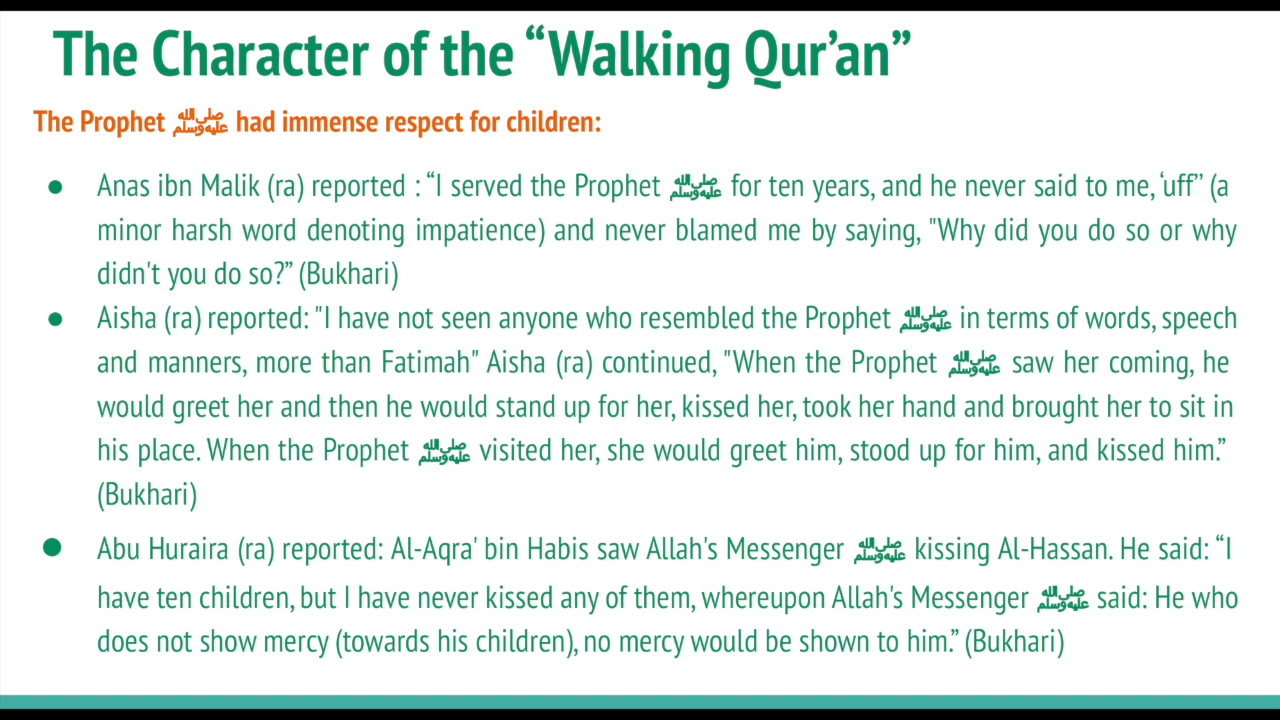 The Character of the “Walking Qur’an”
The Prophet ﷺ had immense respect for children:
● Anas ibn Malik (ra) reported : “I served the Prophet ﷺ for ten years, and he never said to me, ‘uff’’ (a
minor harsh word denoting impatience) and never blamed me by saying, "Why did you do so or why
didn't you do so?” (Bukhari)
● Aisha (ra) reported: "I have not seen anyone who resembled the Prophet ﷺ in terms of words, speech
and manners, more than Fatimah" Aisha (ra) continued, "When the Prophet ﷺ saw her coming, he
would greet her and then he would stand up for her, kissed her, took her hand and brought her to sit in
his place. When the Prophet ﷺ visited her, she would greet him, stood up for him, and kissed him.”
(Bukhari)
● Abu Huraira (ra) reported: Al-Aqra' bin Habis saw Allah's Messenger ﷺ kissing Al-Hassan. He said: “I
have ten children, but I have never kissed any of them, whereupon Allah's Messenger ﷺ said: He who
does not show mercy (towards his children), no mercy would be shown to him.” (Bukhari)